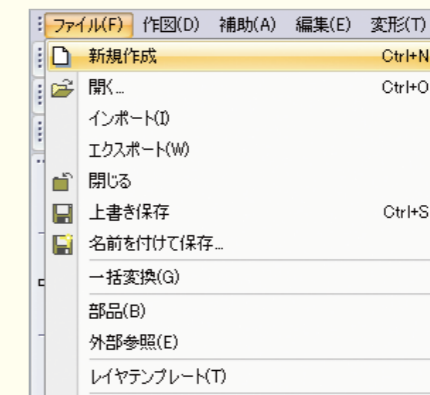 ファイル(F) 作図(D) 補助(A) 編集(E) 変形(T)
新規作成 Ctrl+N
開く... Ctrl+O
インポート(I)
エクスポート(W)
閉じる
上書き保存 Ctrl+S
名前を付けて保存...
一括変換(G)
部品(B)
外部参照(E)
レイヤテンプレート(T)